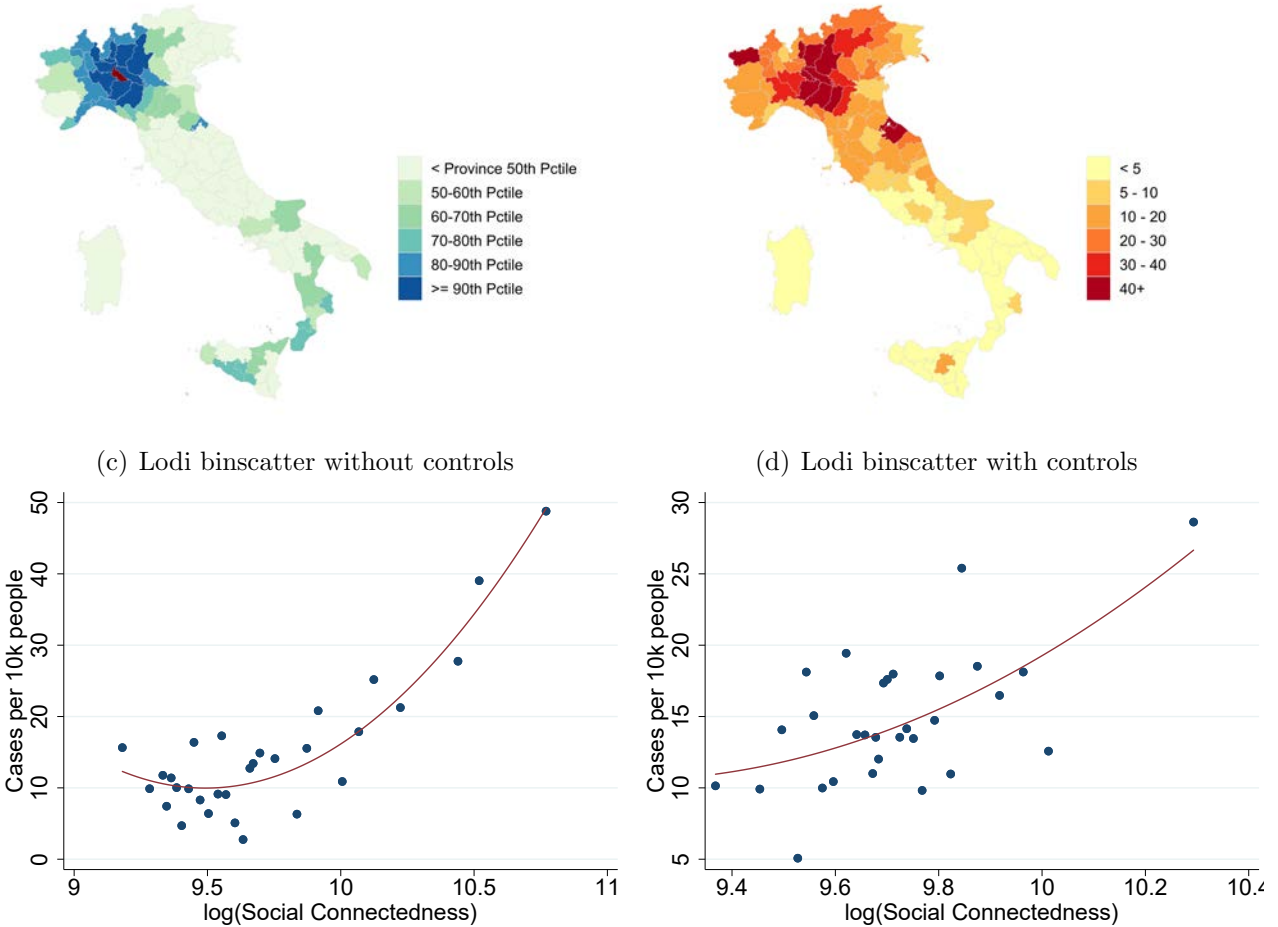 < Province 50th Pctile
50-60th Pctile
60-70th Pctile
70-80th Pctile
80-90th Pctile
>= 90th Pctile
< 5
5 - 10
10 - 20
20 - 30
30 - 40
40+
(c) Lodi binscatter without controls
50
40
30
20
10
0
Cases per 10k people
9
9.5
10
10.5
11
log(Social Connectedness)
(d) Lodi binscatter with controls
30
25
20
15
10
5
Cases per 10k people
9.4
9.6
9.8
10
10.2
10.4
log(Social Connectedness)